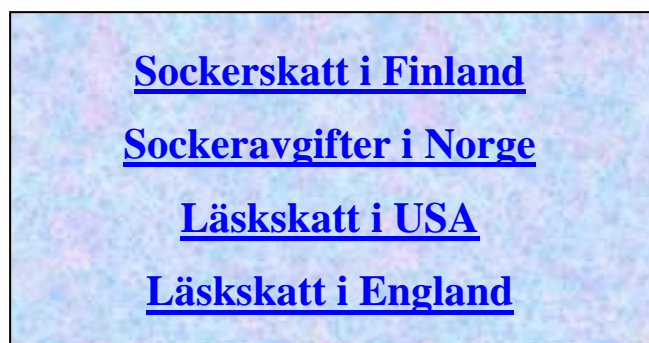 Sockerskatt i Finland
Sockeravgifter i Norge
Läskskatt i USA
Läskskatt i England